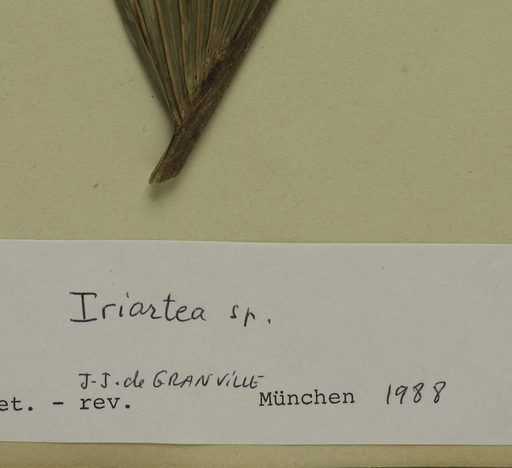 Iriartea sp.
J-J. de GRANVILLE
et. - rev. München 1988